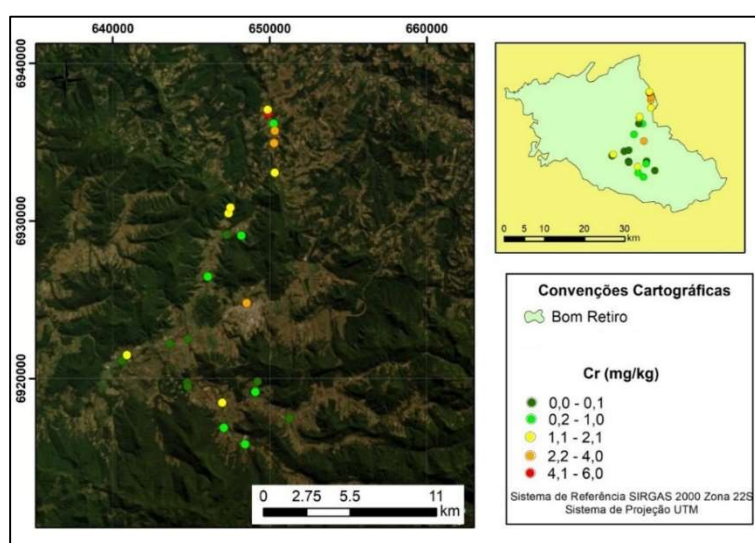 640000 650000 660000
6940000
6930000
6920000
0 2.75 5.5 11
km
0 5 10 20 30
km
Convenções Cartográficas
Bom Retiro
Cr (mg/kg)
0,0 - 0,1
0,2 - 1,0
1,1 - 2,1
2,2 - 4,0
4,1 - 6,0
Sistema de Referência SIRGAS 2000 Zona 22S
Sistema de Projeção UTM